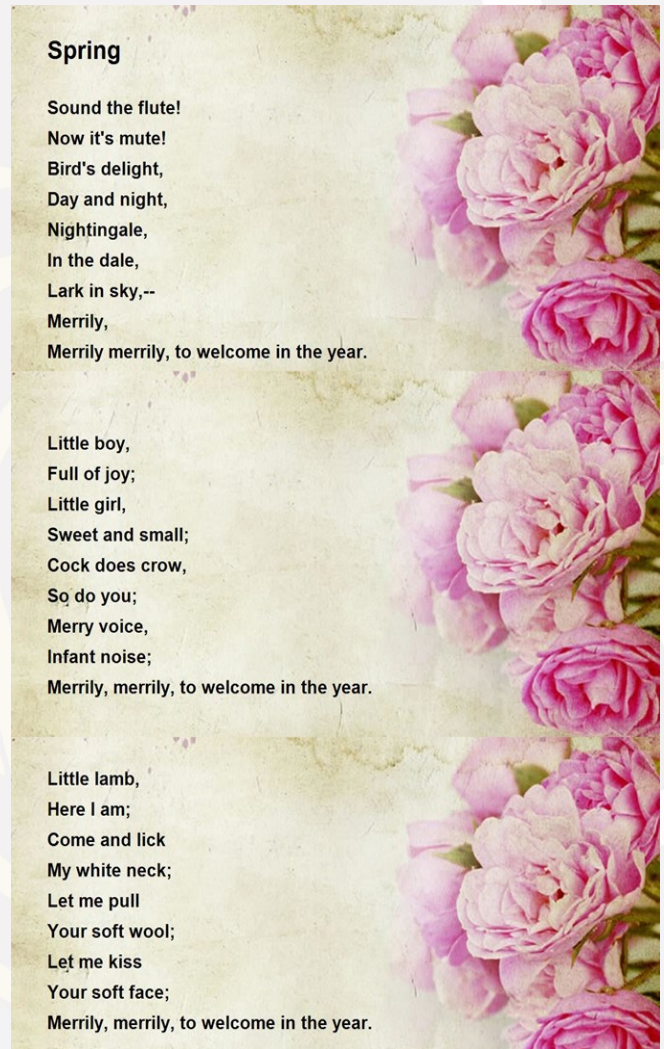 Spring
Sound the flute!
Now it's mute!
Bird's delight,
Day and night,
Nightingale,
In the dale,
Lark in sky,--
Merrily,
Merrily merrily, to welcome in the year.
Little boy,
Full of joy;
Little girl,
Sweet and small;
Cock does crow,
So do you;
Merry voice,
Infant noise;
Merrily, merrily, to welcome in the year.
Little lamb,
Here I am;
Come and lick
My white neck;
Let me pull
Your soft wool;
Let me kiss
Your soft face;
Merrily, merrily, to welcome in the year.